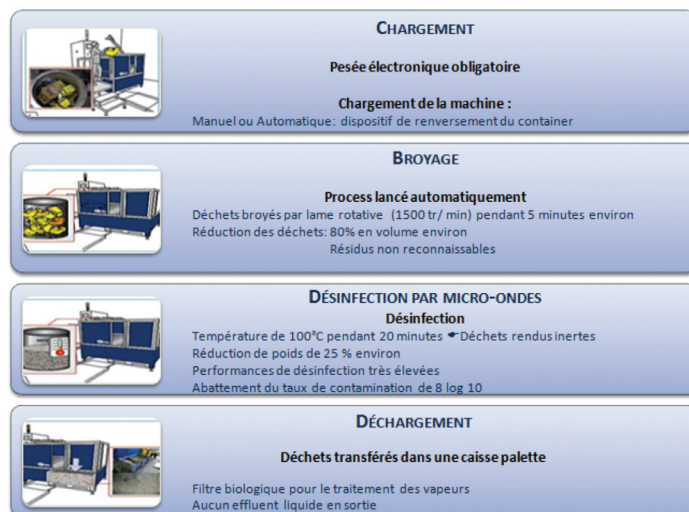 CHARGEMENT
Pesée électronique obligatoire
Chargement de la machine :
Manuel ou Automatique: dispositif de renversement du container
BROYAGE
Process lancé automatiquement
Déchets broyés par lame rotative (1500 tr/ min) pendant 5 minutes environ
Réduction des déchets: 80% en volume environ
Résidus non reconnaissables
DÉSINFECTION PAR MICRO-ONDES
Désinfection
Température de 100°C pendant 20 minutes ☛Déchets rendus inertes
Réduction de poids de 25 % environ
Performances de désinfection très élevées
Abattement du taux de contamination de 8 log 10
DÉCHARGEMENT
Déchets transférés dans une caisse palette
Filtre biologique pour le traitement des vapeurs
Aucun effluent liquide en sortie